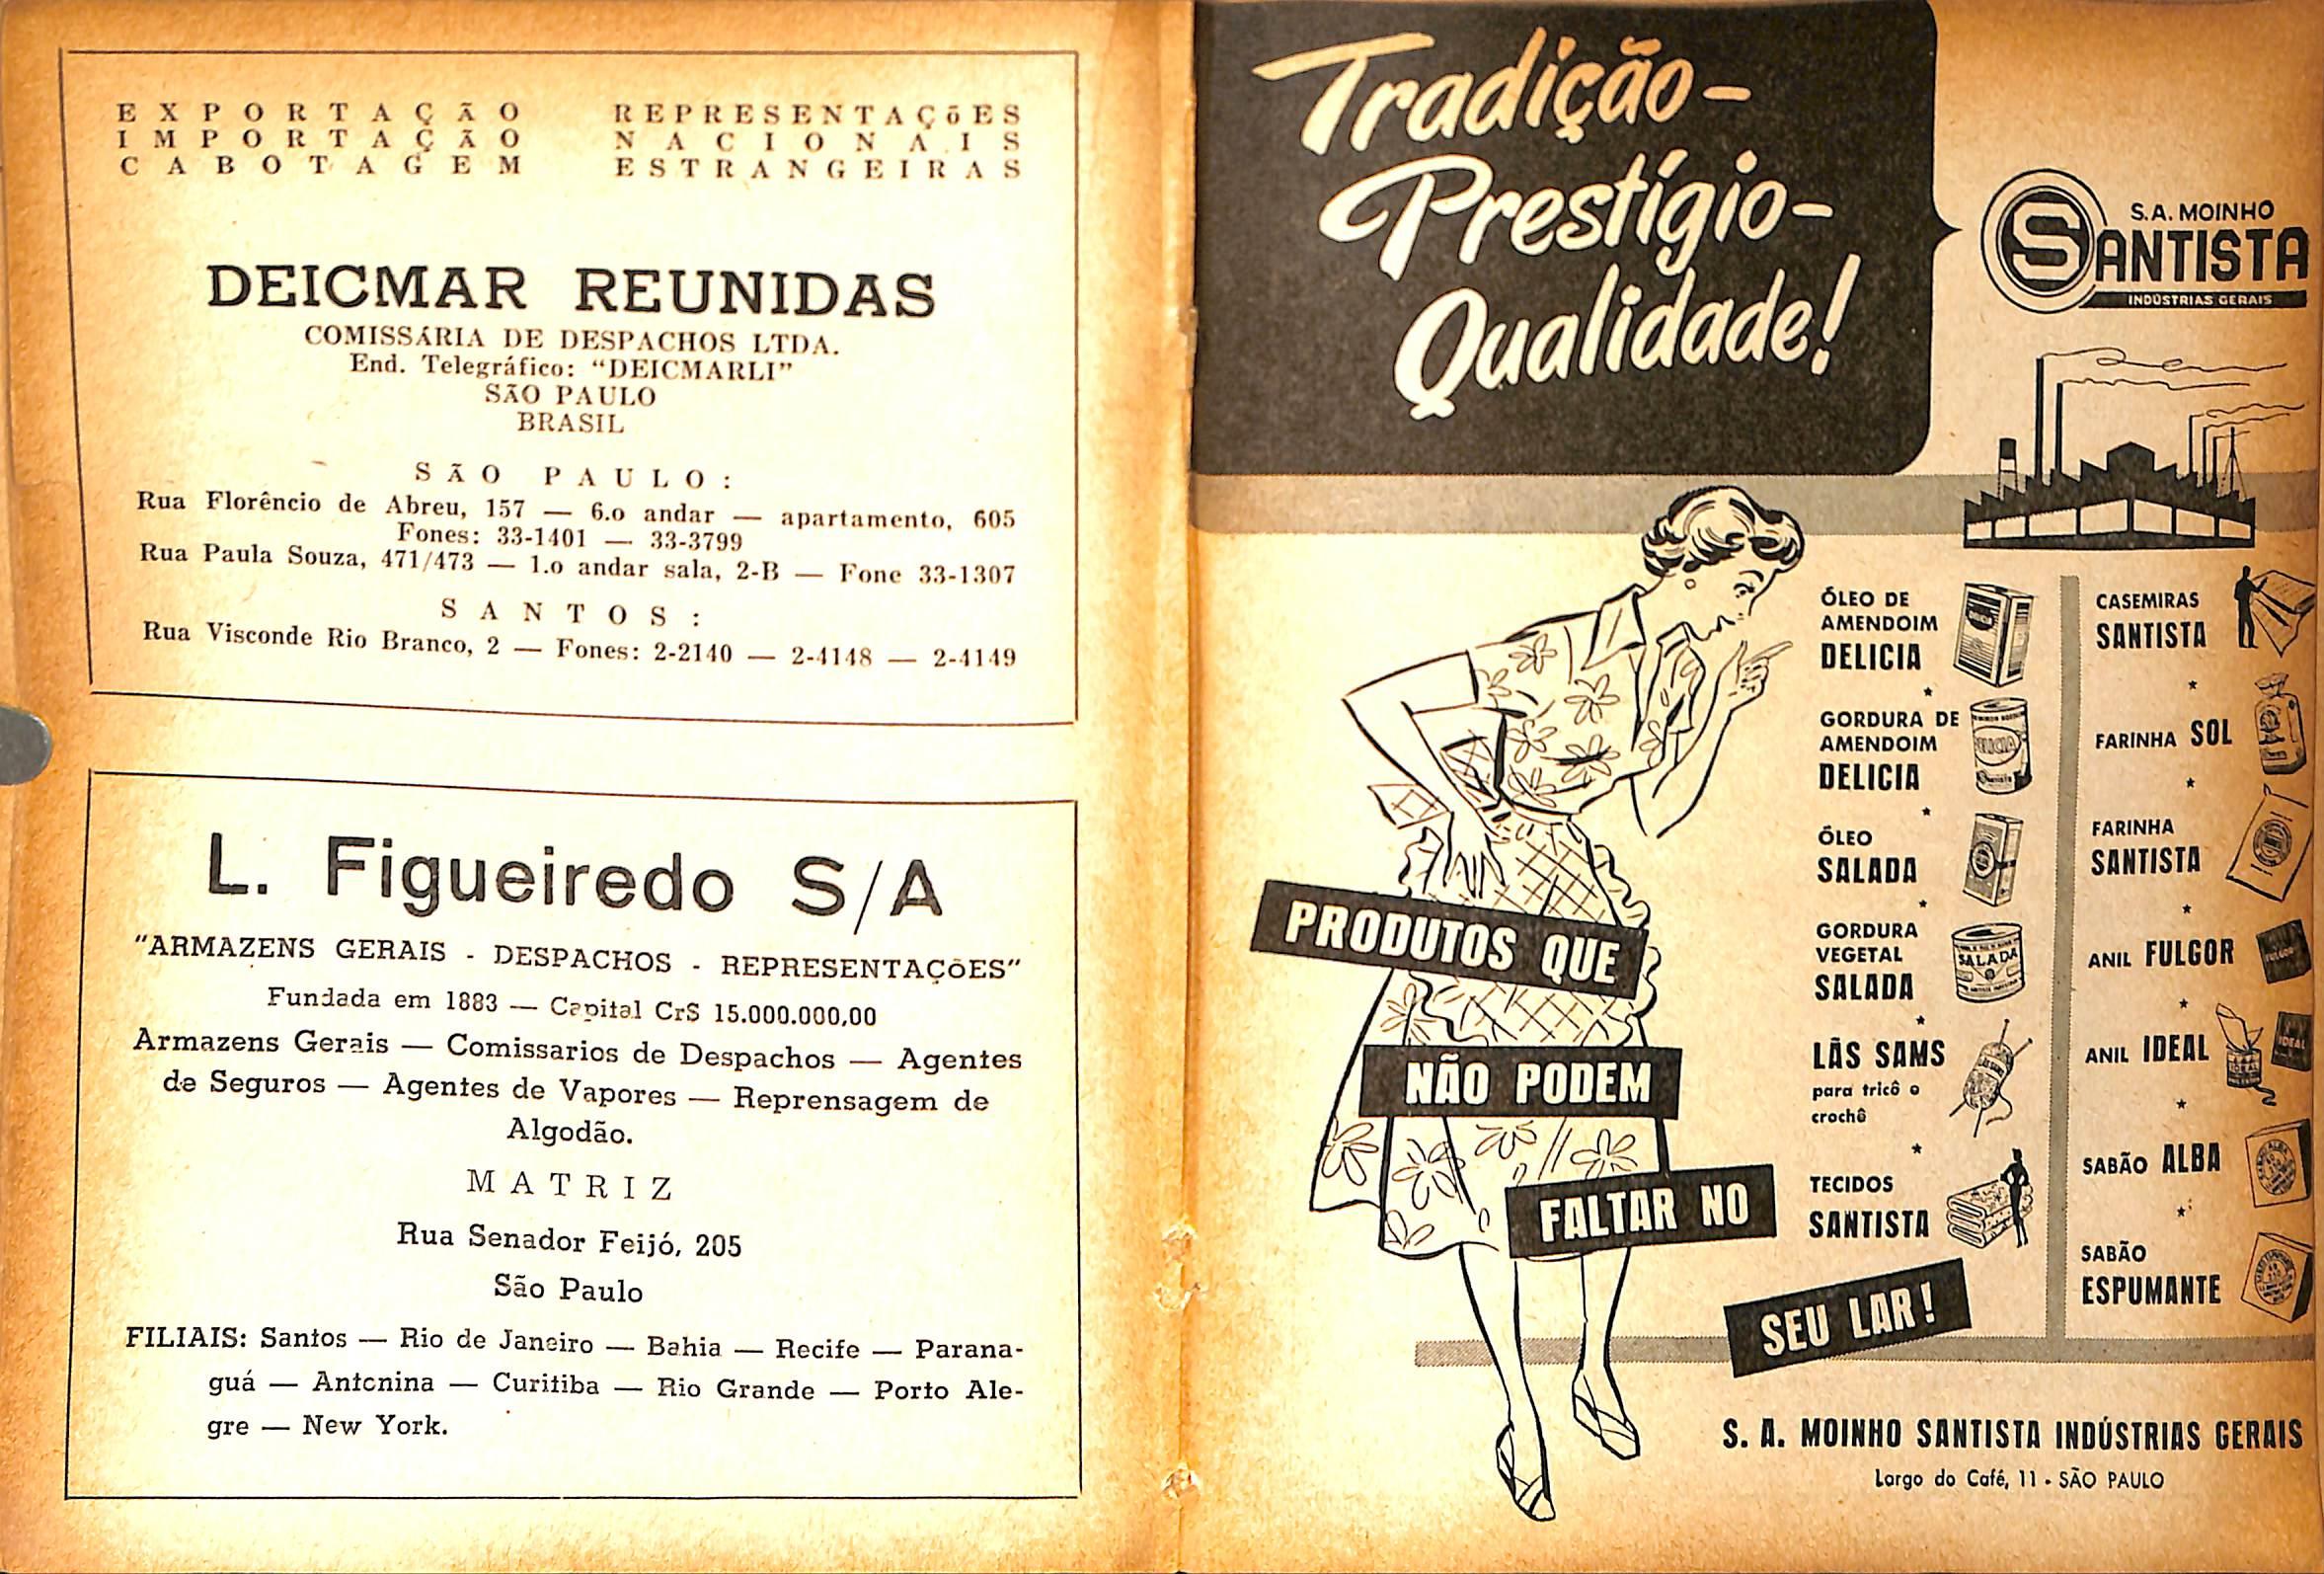 EXPORTAÇÃO
IMPORTAÇÃO
CABOTAGEM
REPRESENTAÇõES
NACIONAIS
ESTRANGEIRAS
DEICMAR REUNIDAS
COMISSÁRIA DE DESPACHOS LTDA.
End. Telegráfico: “DEICMARLI”
SÃO PAULO
BRASIL
SÃO PAULO:
Rua Florêncio de Abreu, 157 — 6.o andar — apartamento, 605
Fones: 33-1401 — 33-3799
Rua Paula Souza, 471/473 — 1.o andar sala, 2-B — Fone 33-1307
SANTOS:
Rua Visconde Rio Branco, 2 — Fones: 2-2140 — 2-4148 — 2-4149
L. Figueiredo S/A
"ARMAZENS GERAIS - DESPACHOS - REPRESENTAÇÕES"
Fundada em 1883 — Capital CrS 15.000.000,00
Armazens Gerais — Comissarios de Despachos — Agentes
de Seguros — Agentes de Vapores — Reprensagem de
Algodão.
MATRIZ
Rua Senador Feijó, 205
São Paulo
FILIAIS: Santos — Rio de Janeiro — Bahia — Recife — Parana-
guá — Antonina — Curitiba — Rio Grande — Porto Ale-
gre — New York.
Tradição-
Prestígio-
Qualidade!
S.A. MOINHO
SANTISTA
INDÚSTRIAS GERAIS
PRODUTOS QUE
NÃO PODEM
FALTAR NO
SEU LAR!
ÓLEO DE
AMENDOIM
DELICIA
GORDURA DE
AMENDOIM
DELICIA
ÓLEO
SALADA
GORDURA
VEGETAL
SALADA
SALADA
LÃS SAMS
para tricô e
crochê
TECIDOS
SANTISTA
CASEMIRAS
SANTISTA
FARINHA SOL
FARINHA
SANTISTA
ANIL FULGOR
ANIL IDEAL
IDEAL
SABÃO ALBA
SABÃO
ESPUMANTE
S. A. MOINHO SANTISTA INDÚSTRIAS GERAIS
Largo do Café, 11 - SÃO PAULO